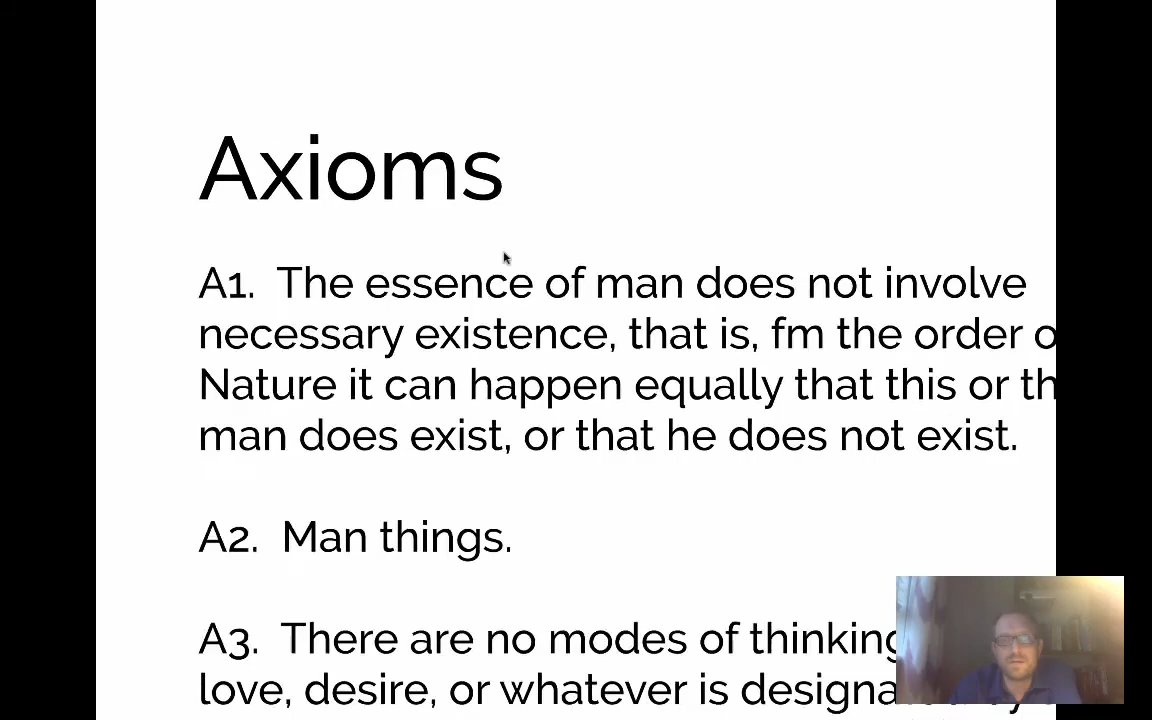 Axioms
A1. The essence of man does not involve
necessary existence, that is, fm the order o
Nature it can happen equally that this or th
man does exist, or that he does not exist.
A2. Man things.
A3. There are no modes of thinking
love, desire, or whatever is designa